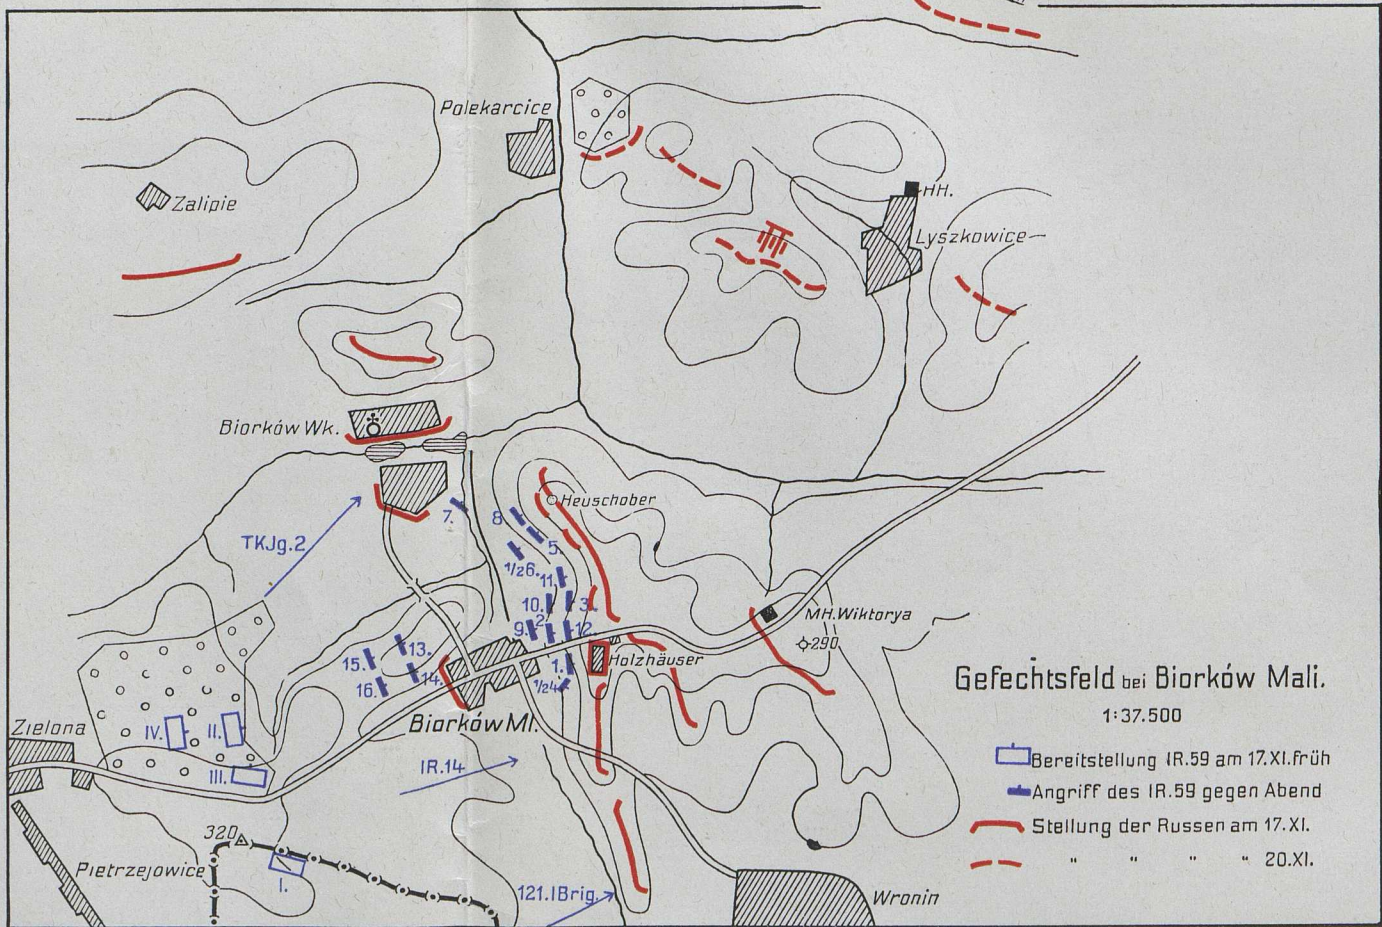 Polekarcice
Zalipie
HH.
Lyszkowice
Biorków Wk.
Heuschober
7.
8.
5.
TKJg.2
1/26.
11.
10.
3.
9.
2.
12.
MH.Wiktorya
290
13.
15.
14.
16.
1.
1/24.
Holzhäuser
Biorków Ml.
Gefechtsfeld bei Biorków Mali.
1:37.500
Zielona
IV.
II.
III.
IR.14
Bereitstellung IR.59 am 17.XI.früh
Angriff des IR.59 gegen Abend
Stellung der Russen am 17.XI.
" " " " 20.XI.
320
Pietrzejowice
I.
121.IBrig.
Wronin